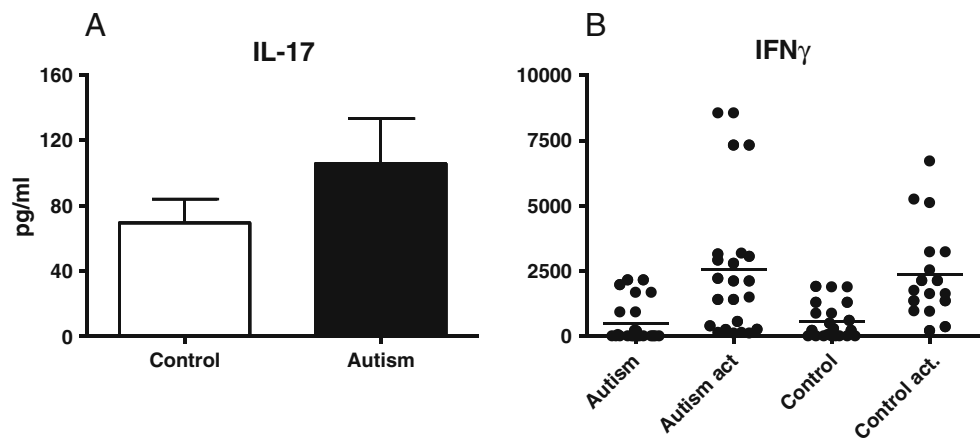 A
IL-17
160
120
80
40
0
pg/ml
Control
Autism
B
IFNγ
10000
7500
5000
2500
0
Autism
Autism act
Control
Control act.